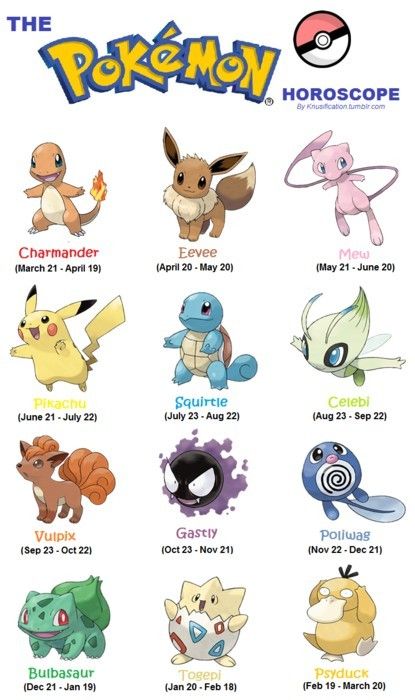 THE
POKéMON
®
HOROSCOPE
By Knusification.tumblr.com
Charmander
(March 21 - April 19)
Eevee
(April 20 - May 20)
Mew
(May 21 - June 20)
Pikachu
(June 21 - July 22)
Squirtle
(July 23 - Aug 22)
Celebi
(Aug 23 - Sep 22)
Vulpix
(Sep 23 - Oct 22)
Gastly
(Oct 23 - Nov 21)
Poliwag
(Nov 22 - Dec 21)
Bulbasaur
(Dec 21 - Jan 19)
Togepi
(Jan 20 - Feb 18)
Psyduck
(Feb 19 - March 20)